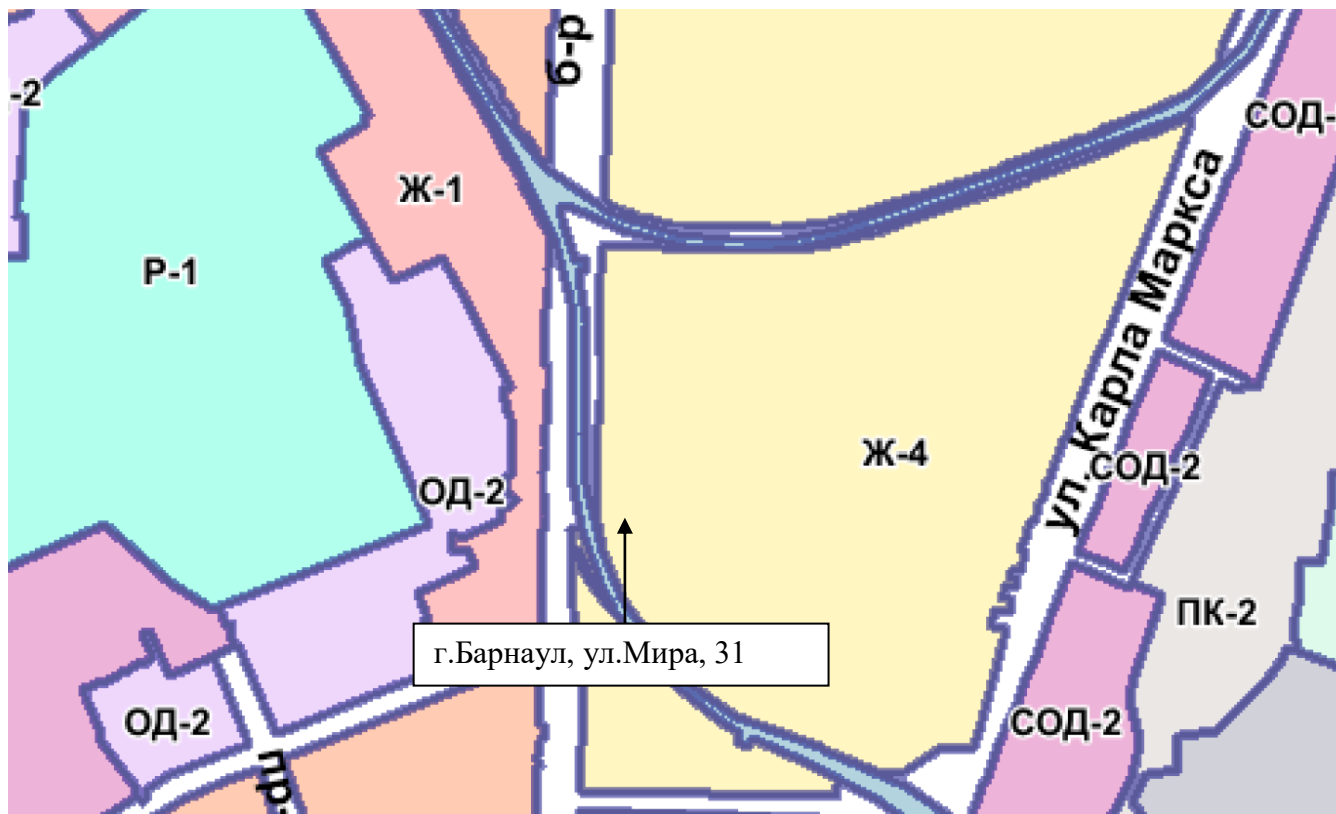 б-р
-2
СОД-
Ж-1
ул. Карла Маркса
Р-1
Ж-4
СОД-2
ОД-2
ПК-2
г.Барнаул, ул.Мира, 31
ОД-2
СОД-2
пр-